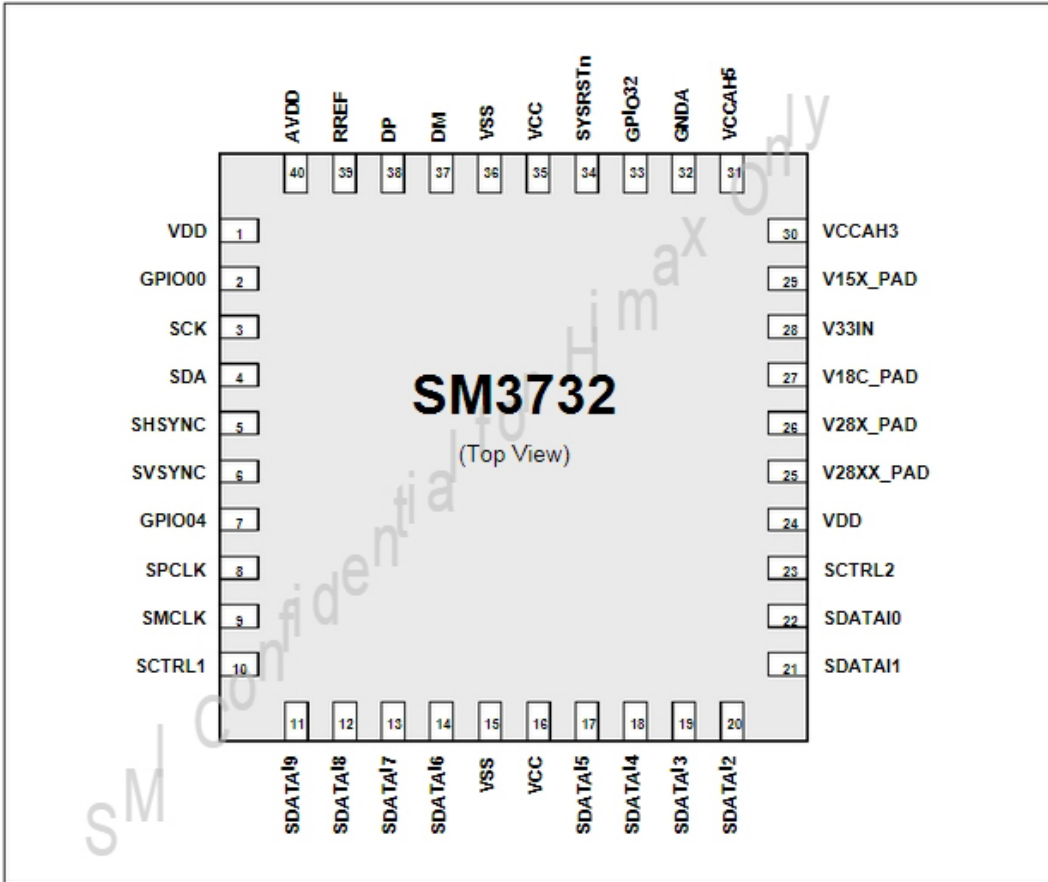 AVDD
RREF
DP
DM
VSS
VCC
SYSRSTn
GPIO32
GNDA
VCCAH5
40
39
38
37
36
35
34
33
32
31
VDD 1
GPIO00 2
SCK 3
SDA 4
SHSYNC 5
SVSYNC 6
GPIO04 7
SPCLK 8
SMCLK 9
SCTRL1 10
SM3732
(Top View)
30 VCCAH3
29 V15X_PAD
28 V33IN
27 V18C_PAD
26 V28X_PAD
25 V28XX_PAD
24 VDD
23 SCTRL2
22 SDATAI0
21 SDATAI1
11
12
13
14
15
16
17
18
19
20
SDATAI9
SDATAI8
SDATAI7
SDATAI6
VSS
VCC
SDATAI5
SDATAI4
SDATAI3
SDATAI2
SMI Confidential for Himax Only